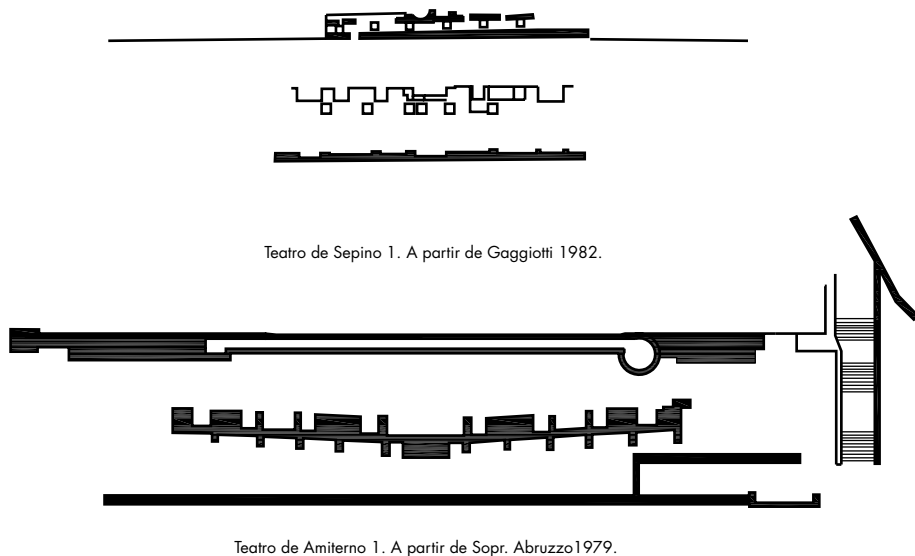 Teatro de Sepino 1. A partir de Gaggiotti 1982.
Teatro de Amiterno 1. A partir de Sopr. Abruzzo1979.